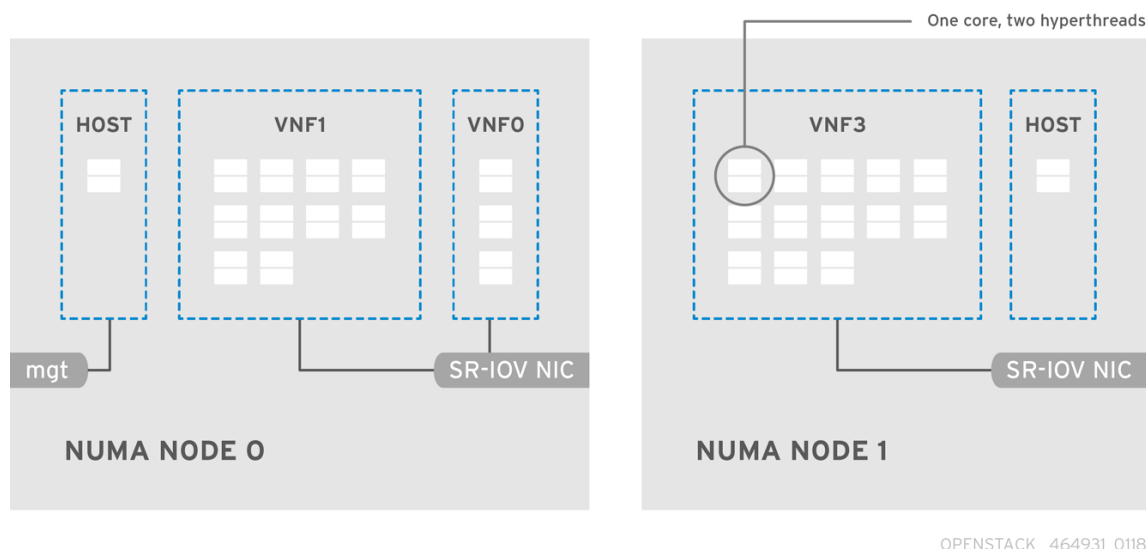 One core, two hyperthreads
HOST
VNF1
VNF0
VNF3
HOST
mgt
SR-IOV NIC
SR-IOV NIC
NUMA NODE 0
NUMA NODE 1
OPENSTACK_464931_0118